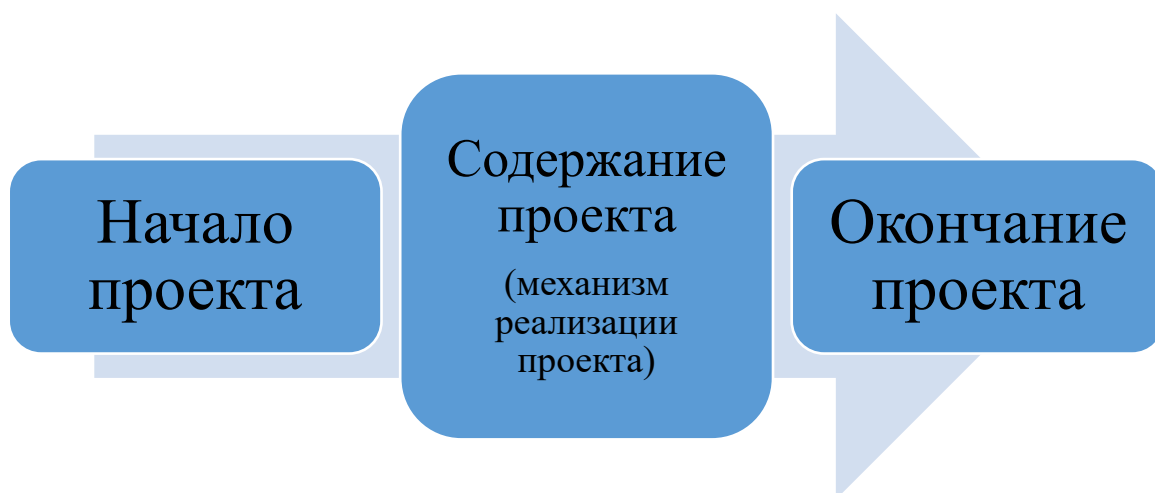 Начало
проекта
Содержание
проекта
(механизм
реализации
проекта)
Окончание
проекта